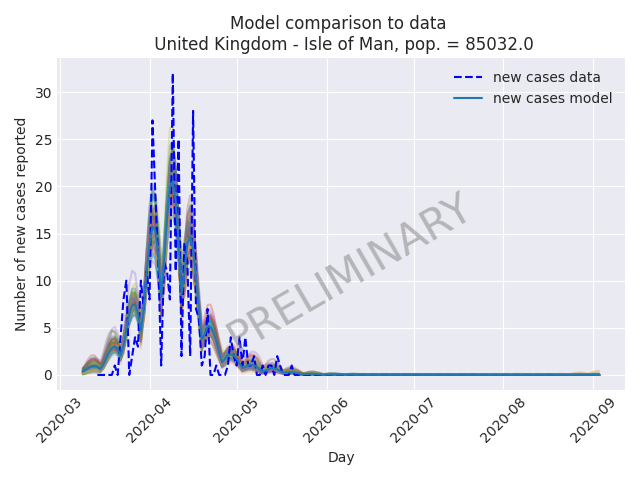 Model comparison to data
United Kingdom - Isle of Man, pop. = 85032.0
new cases data
new cases model
Number of new cases reported
30
25
20
15
10
5
0
PRELIMINARY
2020-03
2020-04
2020-05
2020-06
2020-07
2020-08
2020-09
Day